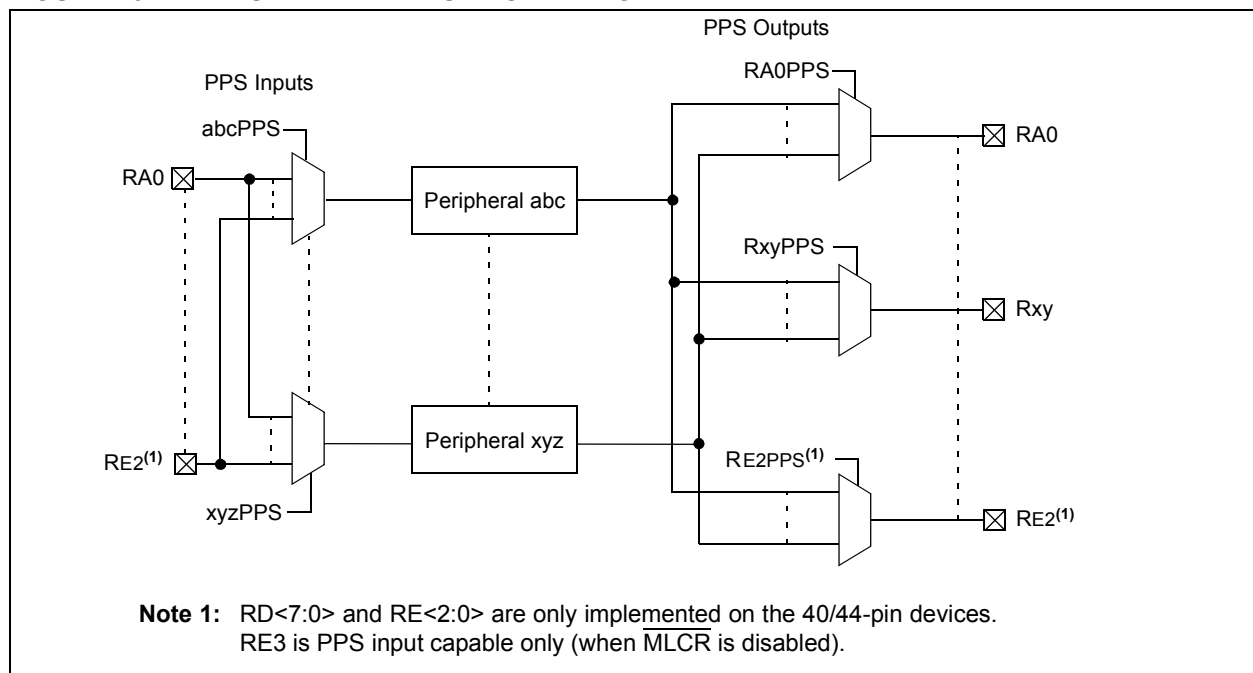 PPS Outputs
RA0PPS
PPS Inputs
abcPPS
RA0
RA0
Peripheral abc
RxyPPS
Rxy
Peripheral xyz
RE2(1)
RE2PPS(1)
xyzPPS
RE2(1)
Note 1: RD<7:0> and RE<2:0> are only implemented on the 40/44-pin devices.
RE3 is PPS input capable only (when MLCR is disabled).